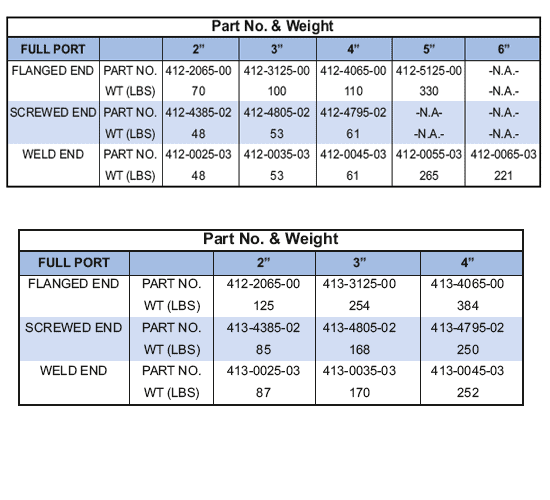 Part No. & Weight
FULL PORT 2” 3” 4” 5” 6”
FLANGED END PART NO. 412-2065-00 412-3125-00 412-4065-00 412-5125-00 -N.A.-
WT (LBS) 70 100 110 330 -N.A.-
SCREWED END PART NO. 412-4385-02 412-4805-02 412-4795-02 -N.A- -N.A.-
WT (LBS) 48 53 61 -N.A.- -N.A.-
WELD END PART NO. 412-0025-03 412-0035-03 412-0045-03 412-0055-03 412-0065-03
WT (LBS) 48 53 61 265 221
Part No. & Weight
FULL PORT 2” 3” 4”
FLANGED END PART NO. 412-2065-00 413-3125-00 413-4065-00
WT (LBS) 125 254 384
SCREWED END PART NO. 413-4385-02 413-4805-02 413-4795-02
WT (LBS) 85 168 250
WELD END PART NO. 413-0025-03 413-0035-03 413-0045-03
WT (LBS) 87 170 252